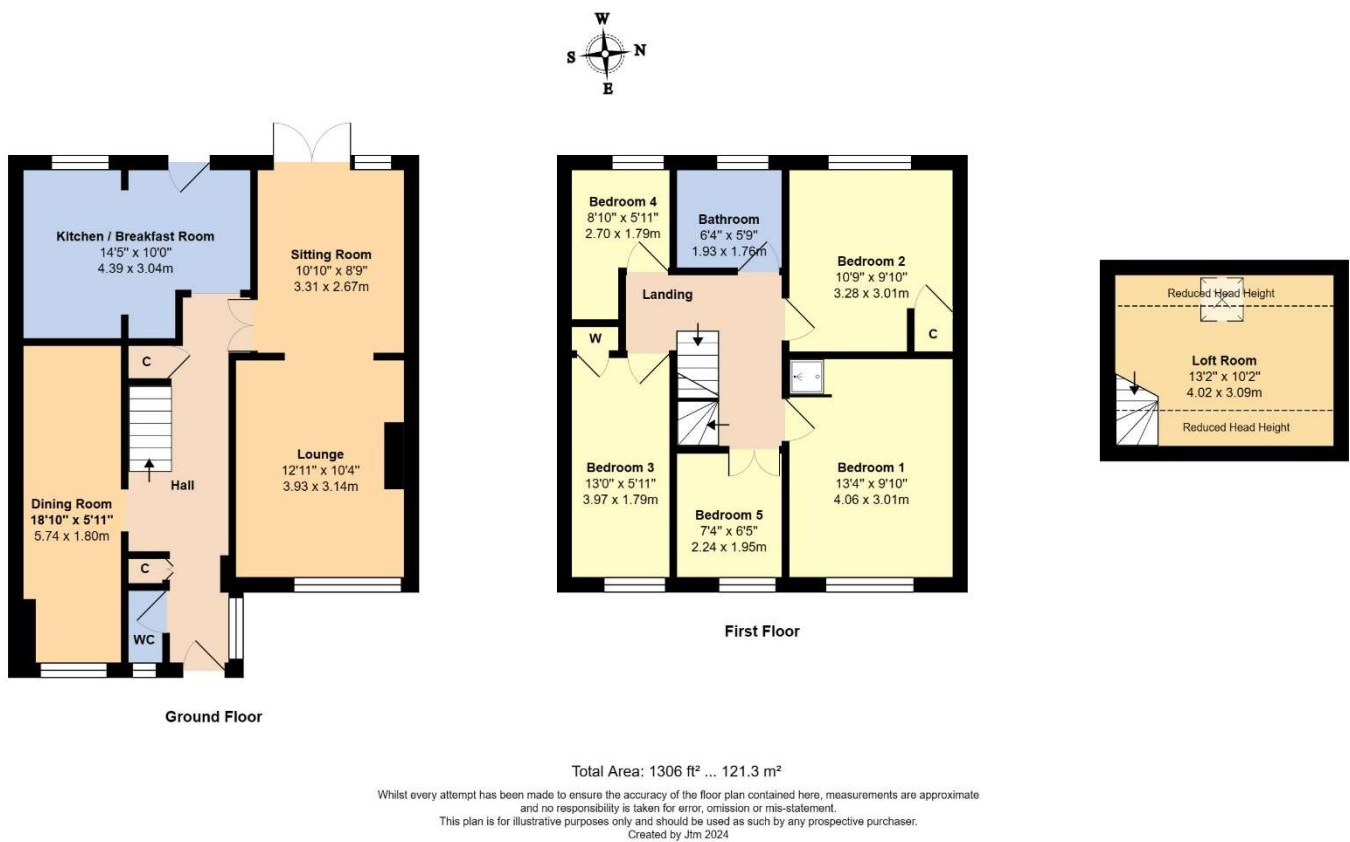 W
S
N
E
Kitchen / Breakfast Room
14'5" x 10'0"
4.39 x 3.04m
Sitting Room
10'10" x 8'9"
3.31 x 2.67m
C
Hall
Lounge
12'11" x 10'4"
3.93 x 3.14m
Dining Room
18'10" x 5'11"
5.74 x 1.80m
C
WC
Ground Floor
Bedroom 4
8'10" x 5'11"
2.70 x 1.79m
Bathroom
6'4" x 5'9"
1.93 x 1.76m
Bedroom 2
10'9" x 9'10"
3.28 x 3.01m
Landing
W
C
Bedroom 3
13'0" x 5'11"
3.97 x 1.79m
Bedroom 1
13'4" x 9'10"
4.06 x 3.01m
Bedroom 5
7'4" x 6'5"
2.24 x 1.95m
First Floor
Reduced Head Height
Loft Room
13'2" x 10'2"
4.02 x 3.09m
Reduced Head Height
Total Area: 1306 ft² ... 121.3 m²
Whilst every attempt has been made to ensure the accuracy of the floor plan contained here, measurements are approximate
and no responsibility is taken for error, omission or mis-statement.
This plan is for illustrative purposes only and should be used as such by any prospective purchaser.
Created by Jtm 2024